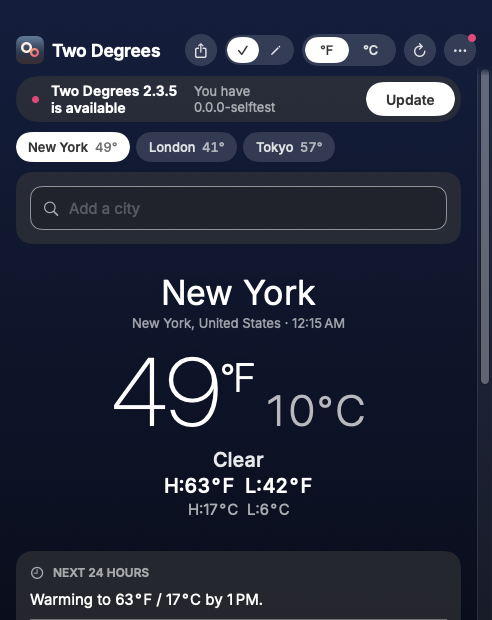 Two Degrees
°F
°C
Two Degrees 2.3.5
is available
You have
0.0.0-selftest
Update
New York 49°
London 41°
Tokyo 57°
Add a city
New York
New York, United States · 12:15 AM
49°F 10°C
Clear
H:63°F L:42°F
H:17°C L:6°C
NEXT 24 HOURS
Warming to 63°F / 17°C by 1 PM.